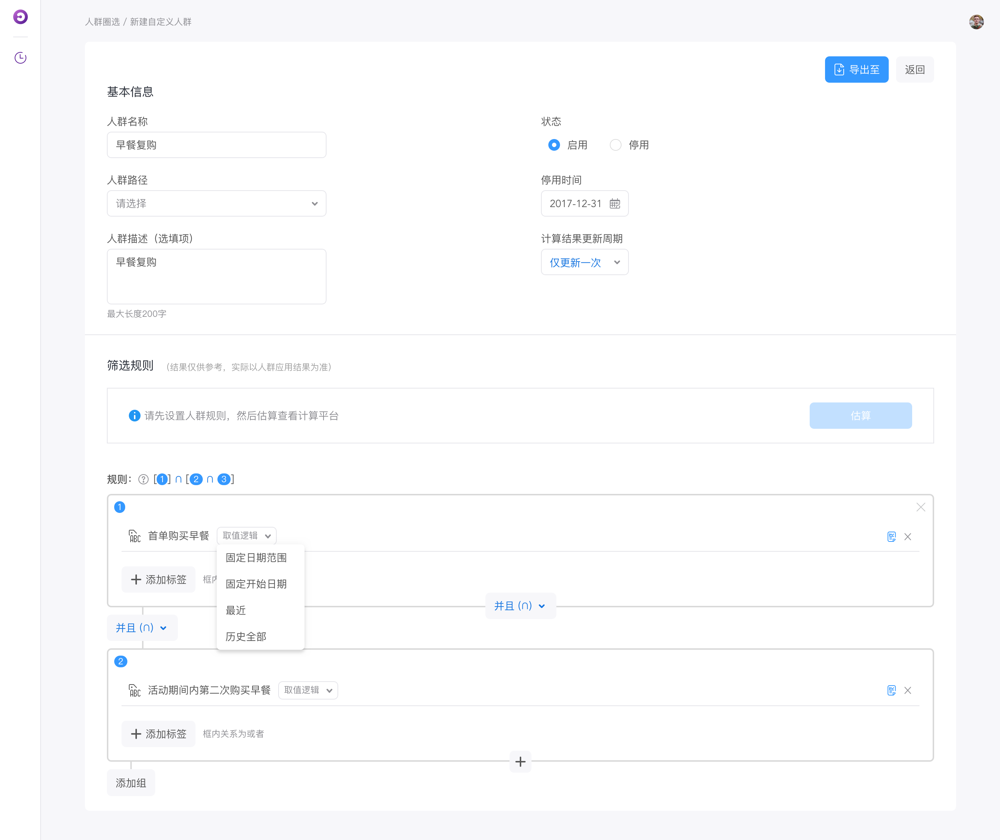 人群圈选 / 新建自定义人群
导出至
返回
基本信息
人群名称
早餐复购
状态
启用
停用
人群路径
请选择
停用时间
2017-12-31
人群描述（选填项）
早餐复购
最大长度200字
计算结果更新周期
仅更新一次
筛选规则
（结果仅供参考，实际以人群应用结果为准）
请先设置人群规则，然后估算查看计算平台
估算
规则： ? [1] ∩ [2 ∩ 3]
1
ABC
首单购买早餐
取值逻辑
固定日期范围
固定开始日期
最近
历史全部
添加标签
框内
并且 (∩)
并且 (∩)
2
ABC
活动期间内第二次购买早餐
取值逻辑
添加标签
框内关系为或者
添加组